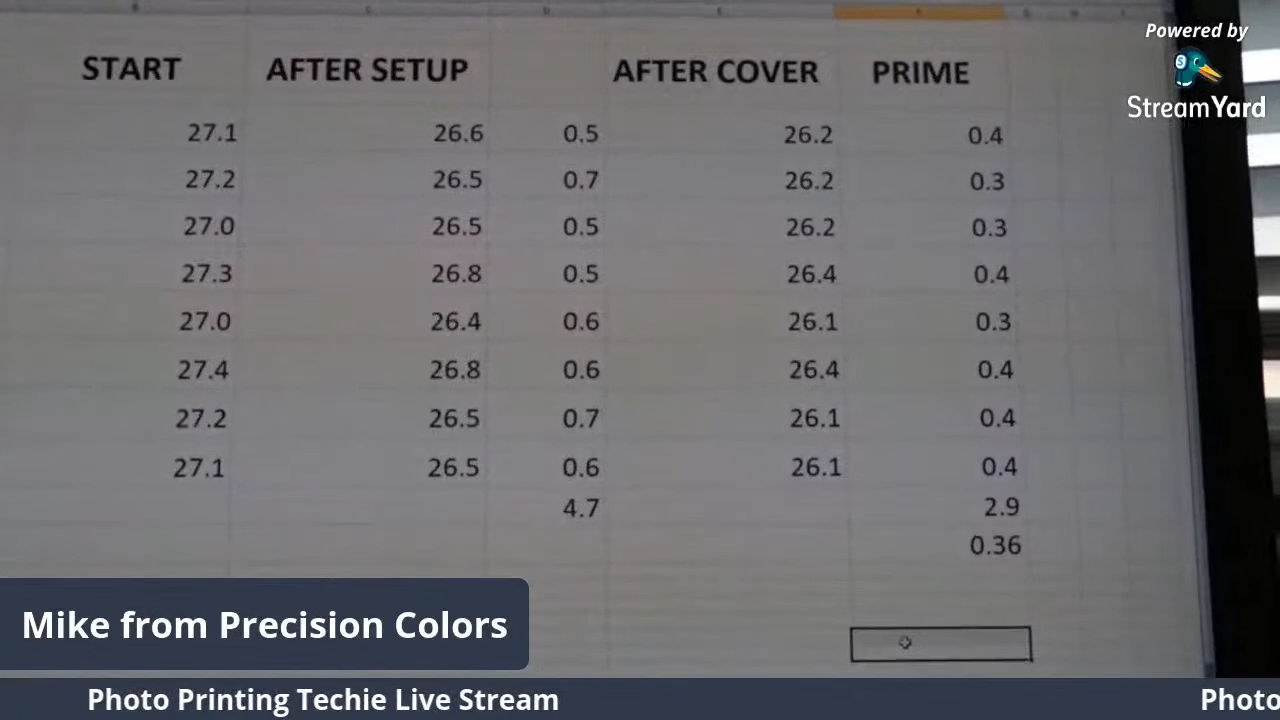 Powered by
StreamYard
START AFTER SETUP AFTER COVER PRIME
27.1 26.6 0.5 26.2 0.4
27.2 26.5 0.7 26.2 0.3
27.0 26.5 0.5 26.2 0.3
27.3 26.8 0.5 26.4 0.4
27.0 26.4 0.6 26.1 0.3
27.4 26.8 0.6 26.4 0.4
27.2 26.5 0.7 26.1 0.4
27.1 26.5 0.6 26.1 0.4
4.7 2.9
0.36
Mike from Precision Colors
Photo Printing Techie Live Stream Photo